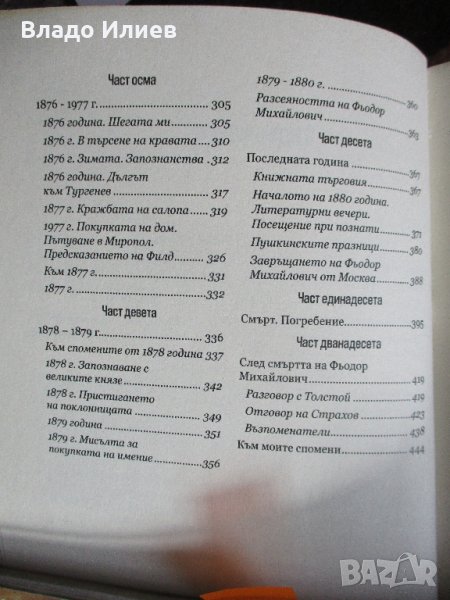 Владо Илиев
Част осма
1876 - 1977 г. 305
1876 година. Шегата ми 305
1876 г. В търсене на кравата 310
1876 г. Зимата. Запознанства 312
1876 година. Дългът
към Тургенев 317
1877 г. Кражбата на салопа 319
1977 г. Покупката на дом.
Пътуване в Миропол.
Предсказанието на Филд 326
Към 1877 г. 331
1877 г. 332
Част девета
1878 – 1879 г. 336
Към спомените от 1878 година 337
1878 г. Запознаване с
великите князе 342
1878 г. Пристигането
на поклонницата 349
1879 година 351
1879 г. Мисълта за
покупката на имение 356
1879 - 1880 г. 360
Разсеяността на Фьодор
Михайлович 363
Част десета
Последната година 367
Книжната търговия 367
Началото на 1880 година.
Литературни вечери.
Посещение при познати 371
Пушкинските празници 380
Завръщането на Фьодор
Михайлович от Москва 388
Част единадесета
Смърт. Погребение 395
Част дванадесета
След смъртта на Фьодор
Михайлович 419
Разговор с Толстой 419
Отговор на Страхов 423
Възпоменатели 438
Към моите спомени 444
BAZAR